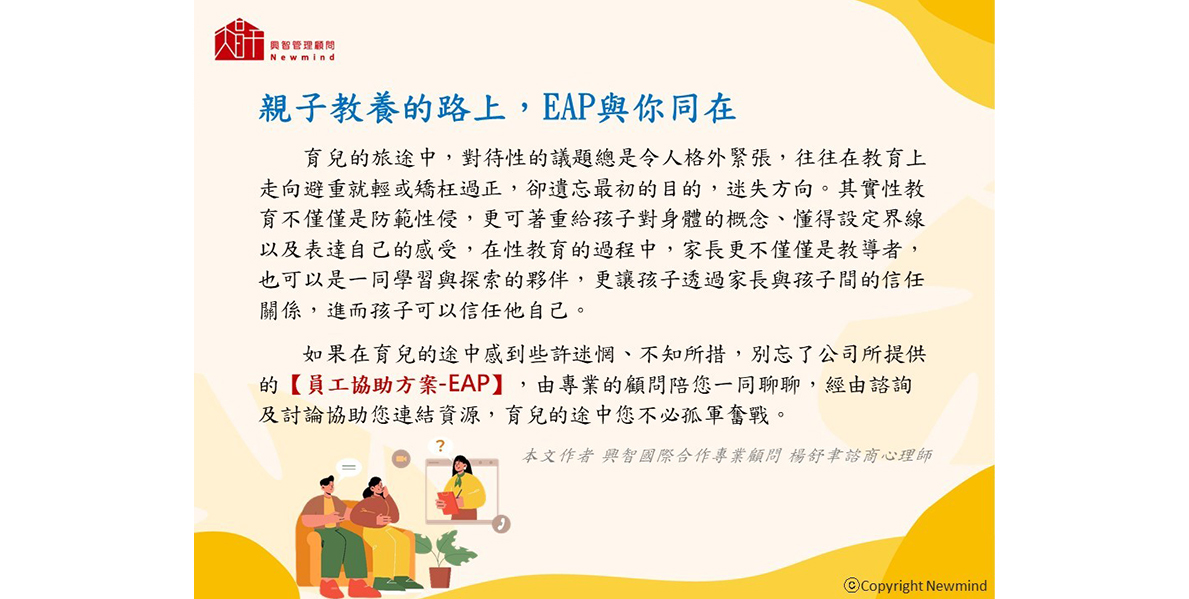 興智管理顧問
Newmind
親子教養的路上，EAP與你同在
育兒的旅途中，對待性的議題總是令人格外緊張，往往在教育上
走向避重就輕或矯枉過正，卻遺忘最初的目的，迷失方向。其實性教
育不僅僅是防範性侵，更可著重給孩子對身體的概念、懂得設定界線
以及表達自己的感受，在性教育的過程中，家長更不僅僅是教導者，
也可以是一同學習與探索的夥伴，更讓孩子透過家長與孩子間的信任
關係，進而孩子可以信任他自己。
如果在育兒的途中感到些許迷惘、不知所措，別忘了公司所提供
的【員工協助方案-EAP】，由專業的顧問陪您一同聊聊，經由諮詢
及討論協助您連結資源，育兒的途中您不必孤軍奮戰。
?
本文作者 興智國際合作專業顧問 楊舒聿諮商心理師
©Copyright Newmind